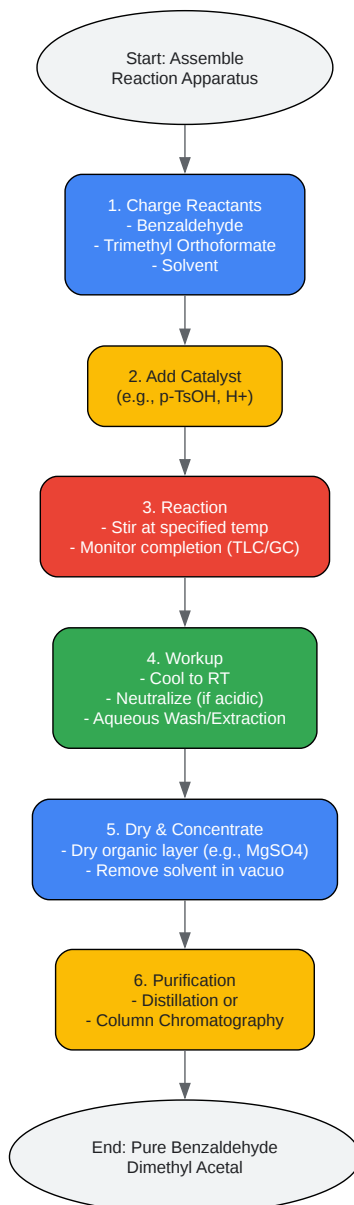 Start: Assemble
Reaction Apparatus
1. Charge Reactants
- Benzaldehyde
- Trimethyl Orthoformate
- Solvent
2. Add Catalyst
(e.g., p-TsOH, H+)
3. Reaction
- Stir at specified temp
- Monitor completion (TLC/GC)
4. Workup
- Cool to RT
- Neutralize (if acidic)
- Aqueous Wash/Extraction
5. Dry & Concentrate
- Dry organic layer (e.g., MgSO4)
- Remove solvent in vacuo
6. Purification
- Distillation or
- Column Chromatography
End: Pure Benzaldehyde
Dimethyl Acetal